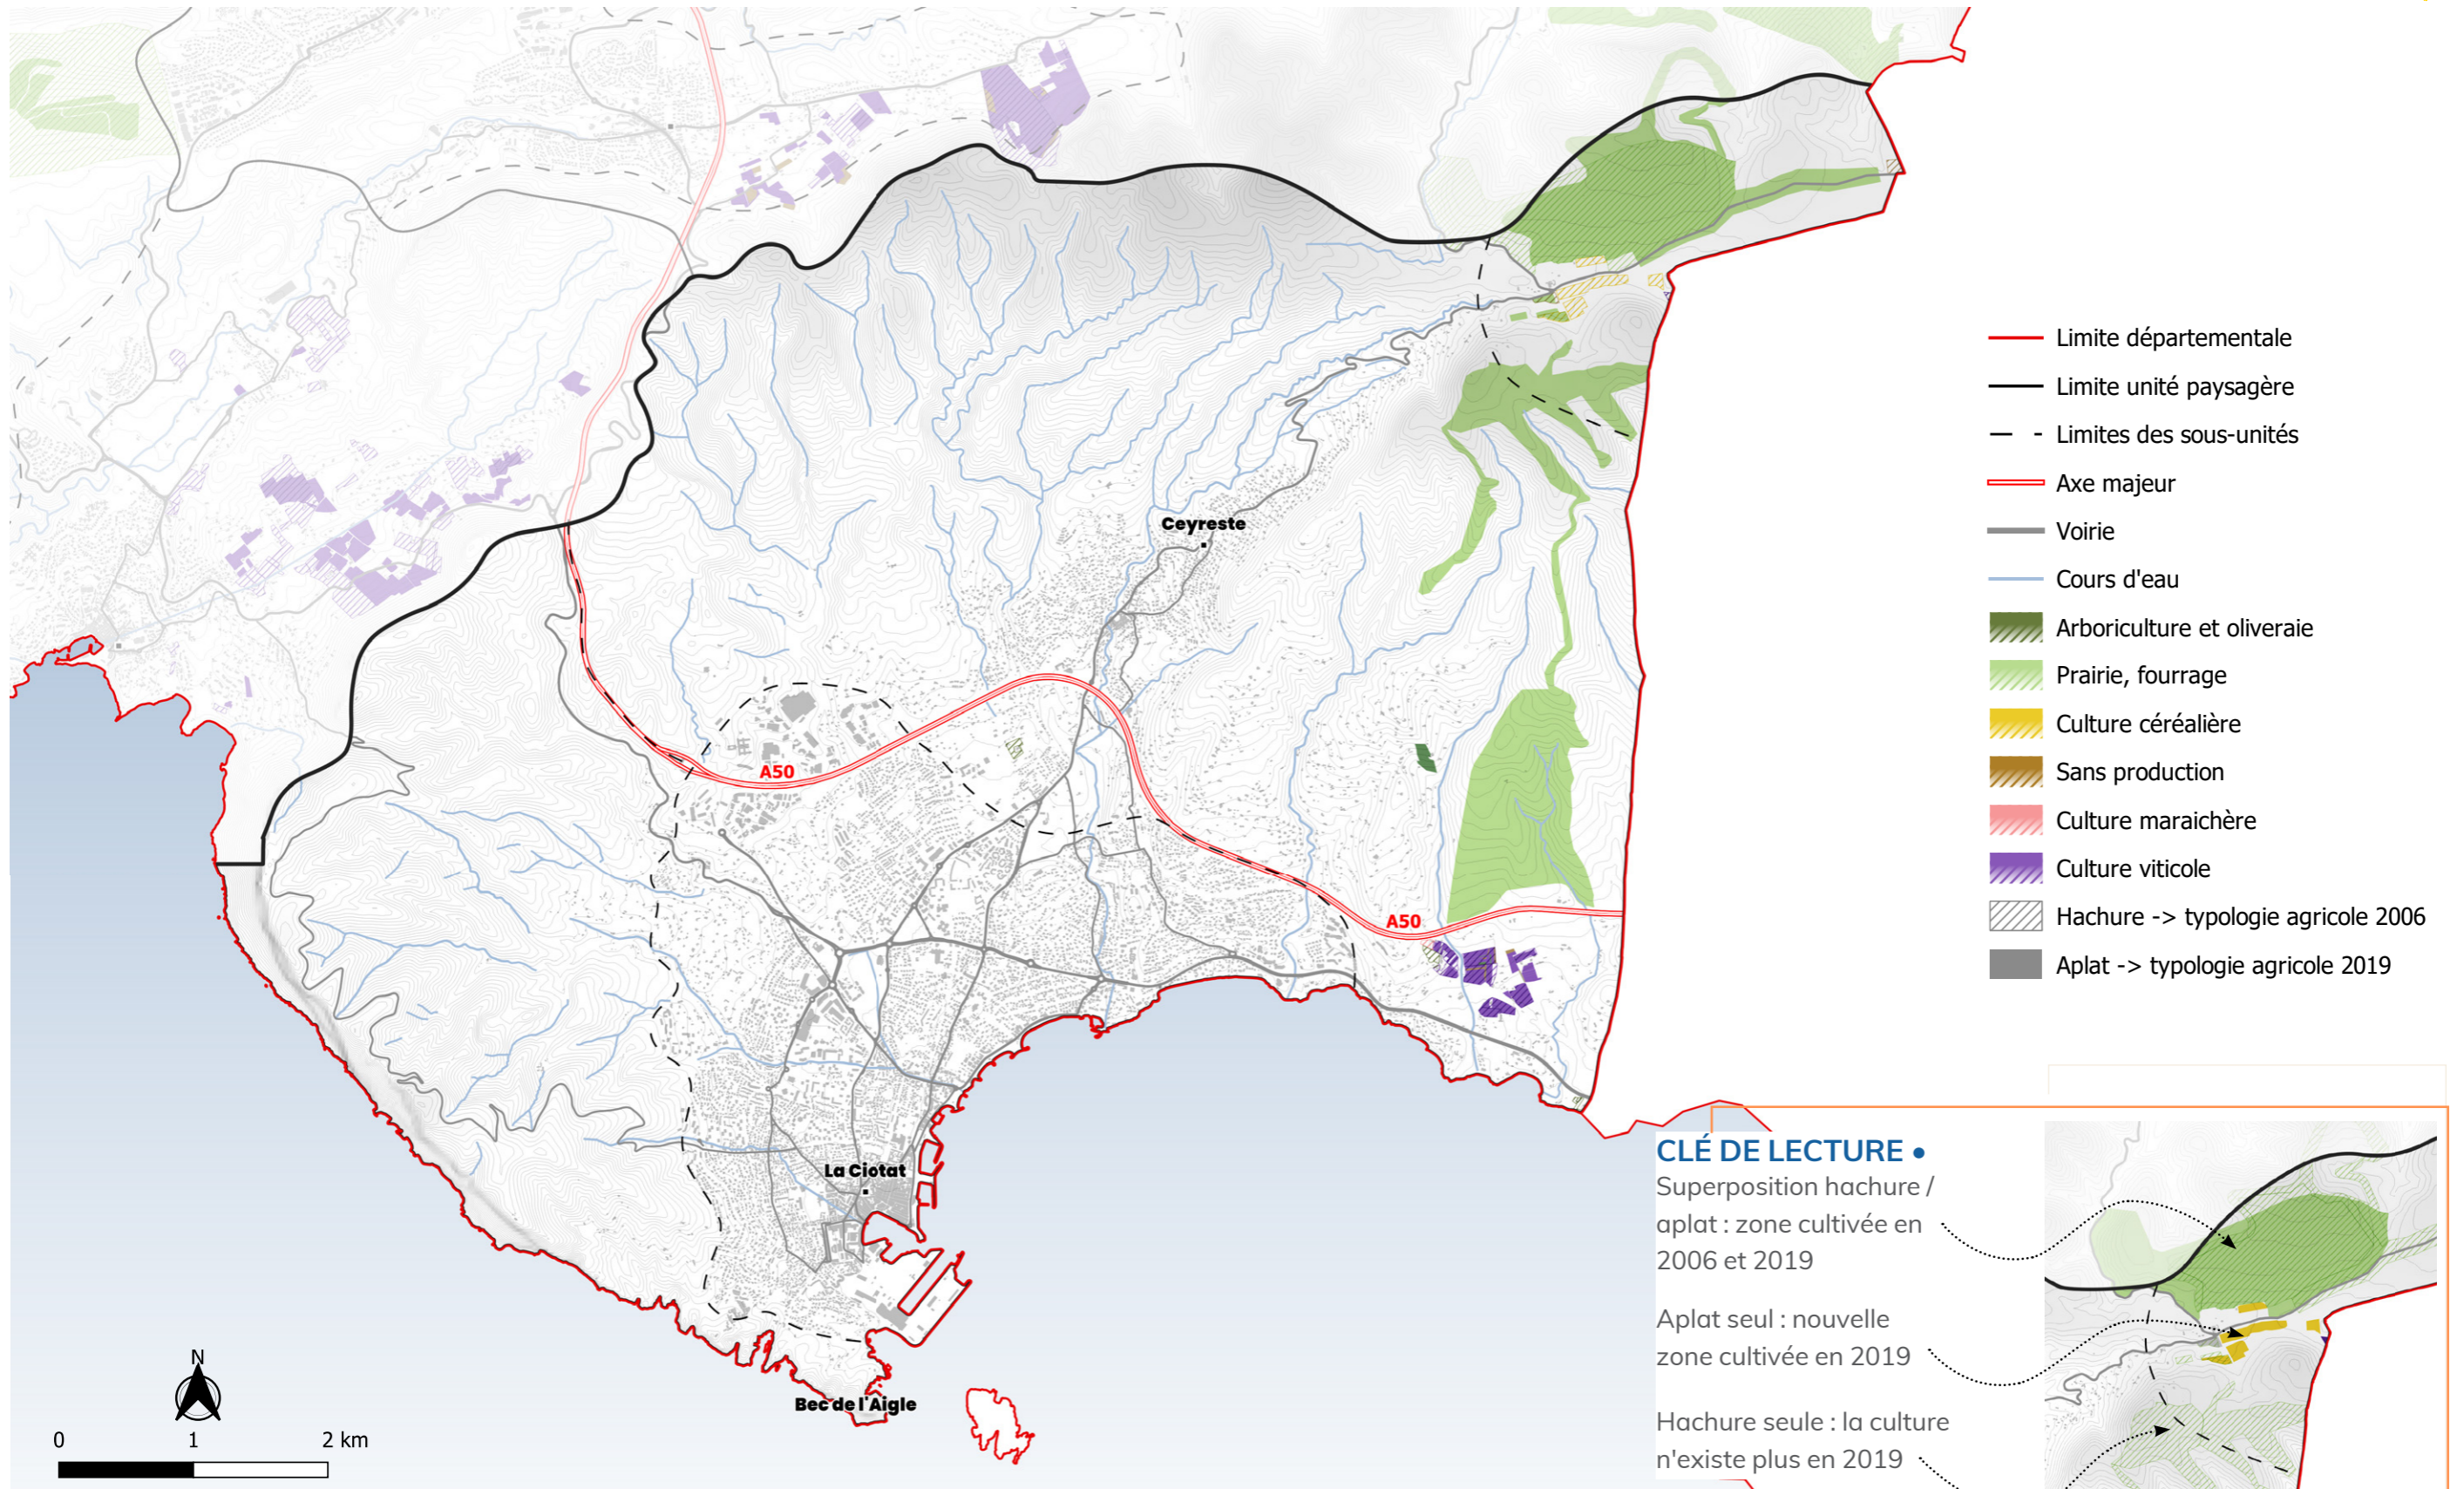 Ceyreste
A50
A50
La Ciotat
Bec de l'Aigle
N
0 1 2 km
Limite départementale
Limite unité paysagère
Limites des sous-unités
Axe majeur
Voirie
Cours d'eau
Arboriculture et oliveraie
Prairie, fourrage
Culture céréalière
Sans production
Culture maraichère
Culture viticole
Hachure -> typologie agricole 2006
Aplat -> typologie agricole 2019
CLÉ DE LECTURE •
Superposition hachure /
aplat : zone cultivée en
2006 et 2019
Aplat seul : nouvelle
zone cultivée en 2019
Hachure seule : la culture
n'existe plus en 2019